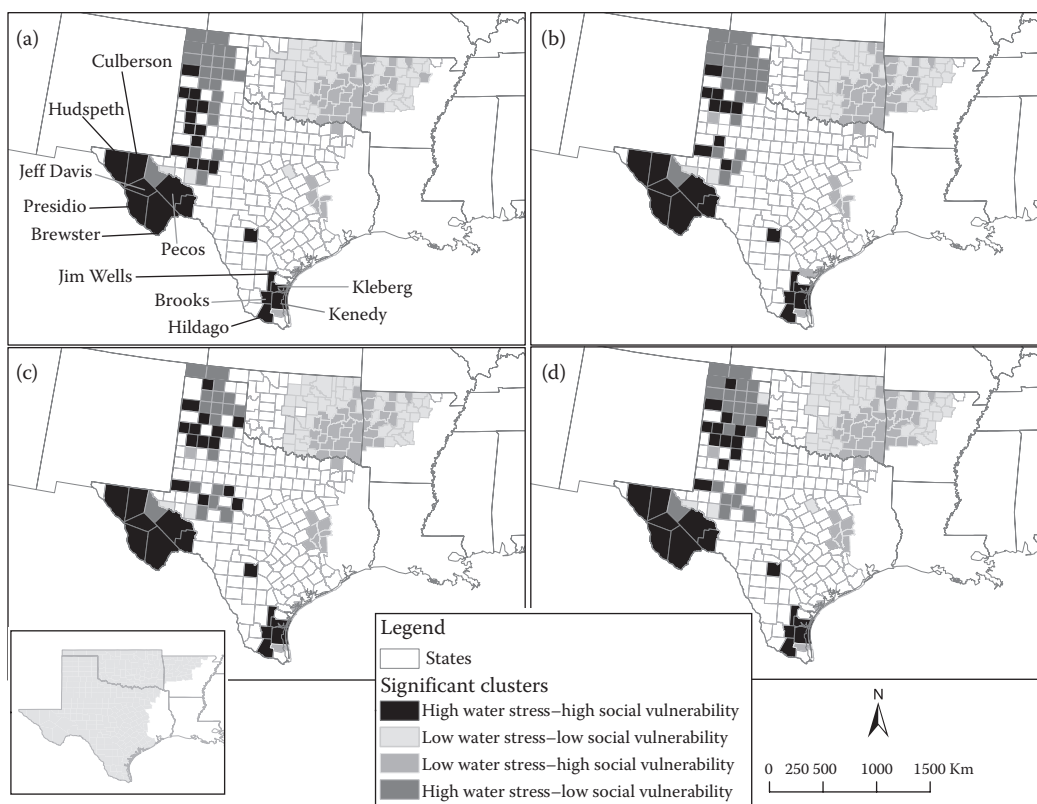 (a)
Culberson
Hudspeth
Jeff Davis
Presidio
Brewster
Pecos
Jim Wells
Brooks
Hildago
Kleberg
Kenedy
(b)
(c)
(d)
Legend
States
Significant clusters
High water stress–high social vulnerability
Low water stress–low social vulnerability
Low water stress–high social vulnerability
High water stress–low social vulnerability
N
0 250 500 1000 1500 Km